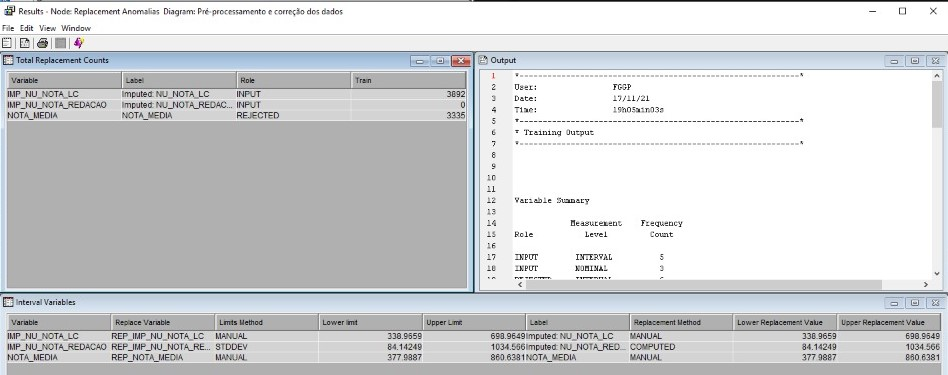 Results - Node: Replacement Anomalias Diagram: Pré-processamento e correção dos dados
File Edit View Window
Total Replacement Counts
Variable Label Role Train
IMP_NU_NOTA_LC Imputed: NU_NOTA_LC INPUT 3892
IMP_NU_NOTA_REDACAO Imputed: NU_NOTA_REDAC... INPUT 0
NOTA_MEDIA NOTA_MEDIA REJECTED 3335
Output
1 *------------------------------------------------------------*
2 User: FGGP
3 Date: 17/11/21
4 Time: 19h05min03s
5 *------------------------------------------------------------*
6 * Training Output
7 *------------------------------------------------------------*
8
9
10
11
12 Variable Summary
13
14 Measurement Frequency
15 Role Level Count
16
17 INPUT INTERVAL 5
18 INPUT NOMINAL 3
Interval Variables
Variable Replace Variable Limits Method Lower limit Upper Limit Label Replacement Method Lower Replacement Value Upper Replacement Value
IMP_NU_NOTA_LC REP_IMP_NU_NOTA_LC MANUAL 338.9659 698.9649 Imputed: NU_NOTA_LC MANUAL 338.9659 698.9649
IMP_NU_NOTA_REDACAO REP_IMP_NU_NOTA_RE... STDDEV 84.14249 1034.566 Imputed: NU_NOTA_RED... COMPUTED 84.14249 1034.566
NOTA_MEDIA REP_NOTA_MEDIA MANUAL 377.9887 860.6381 NOTA_MEDIA MANUAL 377.9887 860.6381